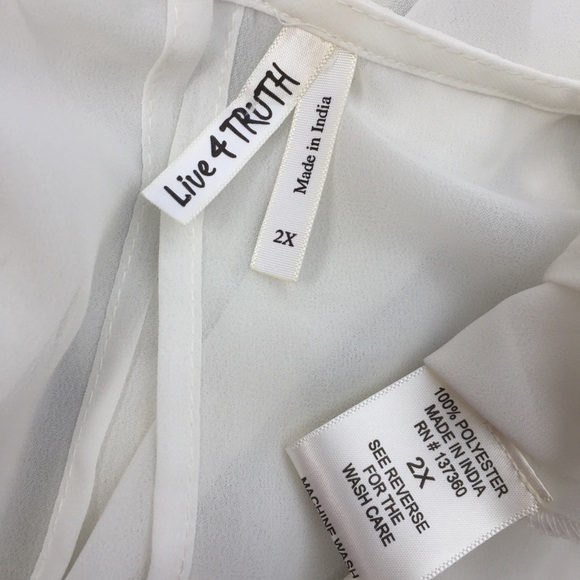 Live 4 TRUTH
Made in India
2X
100% POLYESTER
MADE IN INDIA
RN # 137360
2X
SEE REVERSE
FOR THE
WASH CARE
MACHINE WASH